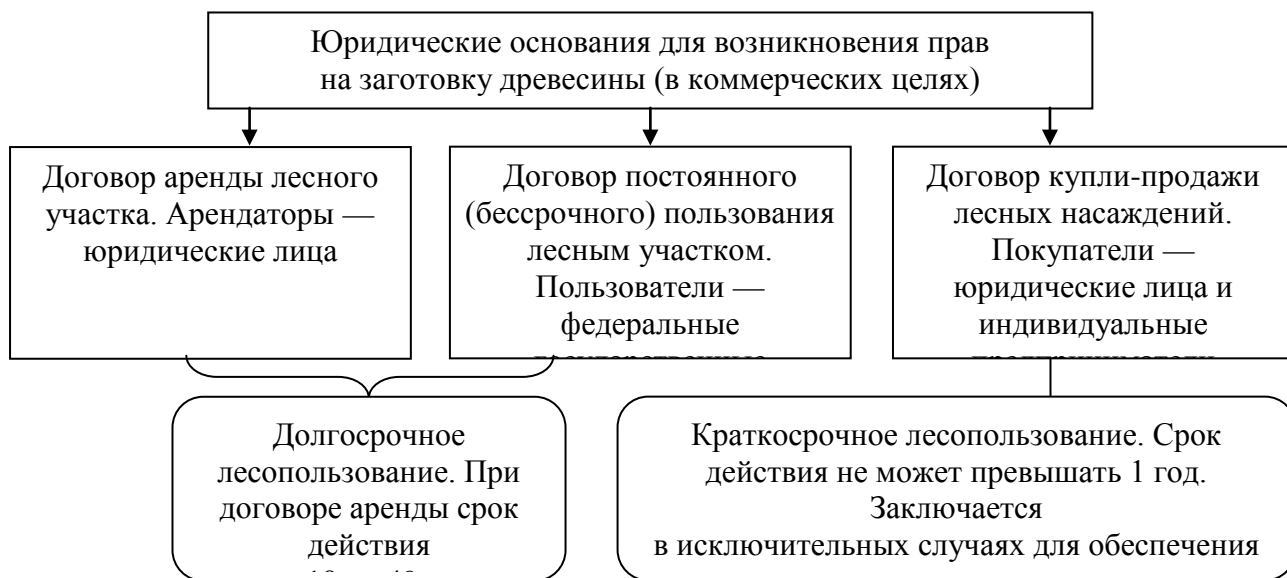 Юридические основания для возникновения прав
на заготовку древесины (в коммерческих целях)
Договор аренды лесного
участка. Арендаторы —
юридические лица
Договор постоянного
(бессрочного) пользования
лесным участком.
Пользователи —
федеральные
Договор купли-продажи
лесных насаждений.
Покупатели —
юридические лица и
индивидуальные
Долгосрочное
лесопользование. При
договоре аренды срок
действия
Краткосрочное лесопользование. Срок
действия не может превышать 1 год.
Заключается
в исключительных случаях для обеспечения